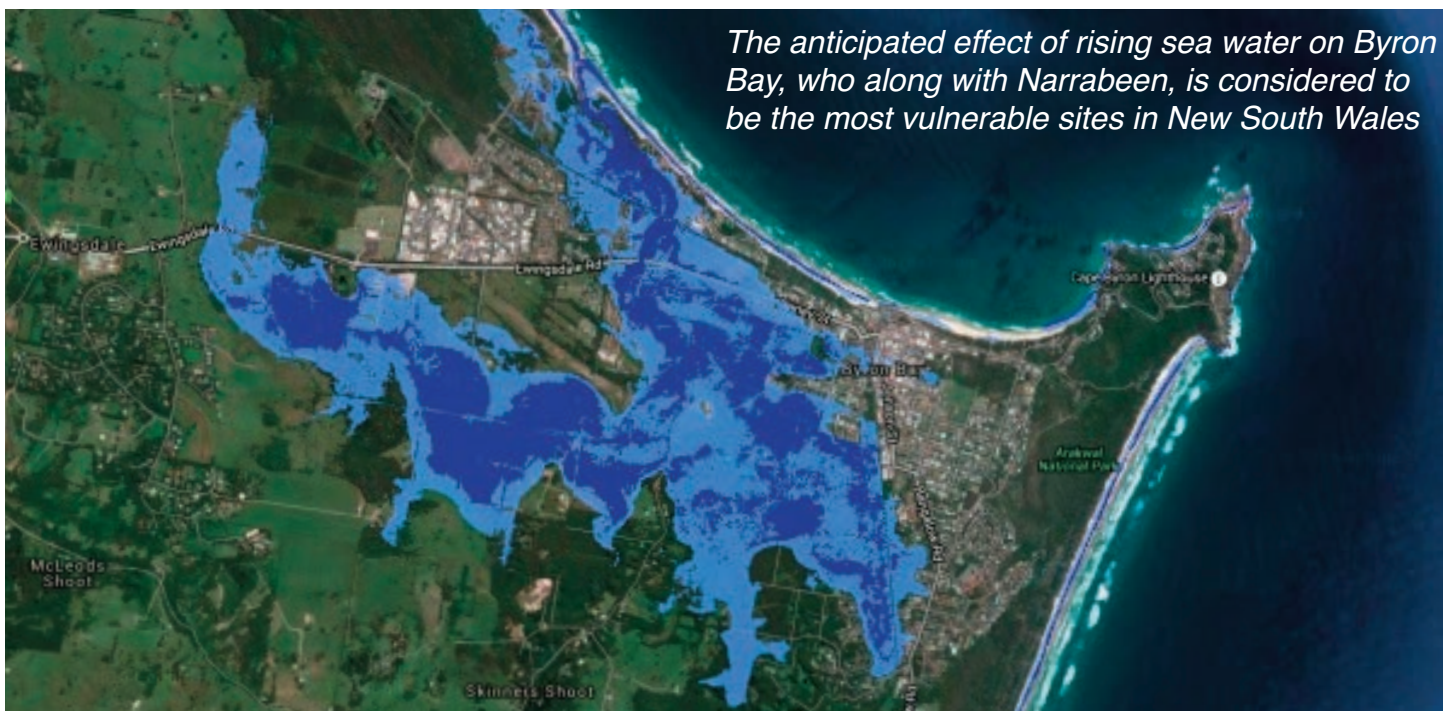 The anticipated effect of rising sea water on Byron
Bay, who along with Narrabeen, is considered to
be the most vulnerable sites in New South Wales
Ewingsdale
Ewingsdale
Ewingsdale Rd
Cape Byron Lighthouse
Byron Bay
Arakwal
National Park
McLeods
Shoot
Skinners Shoot